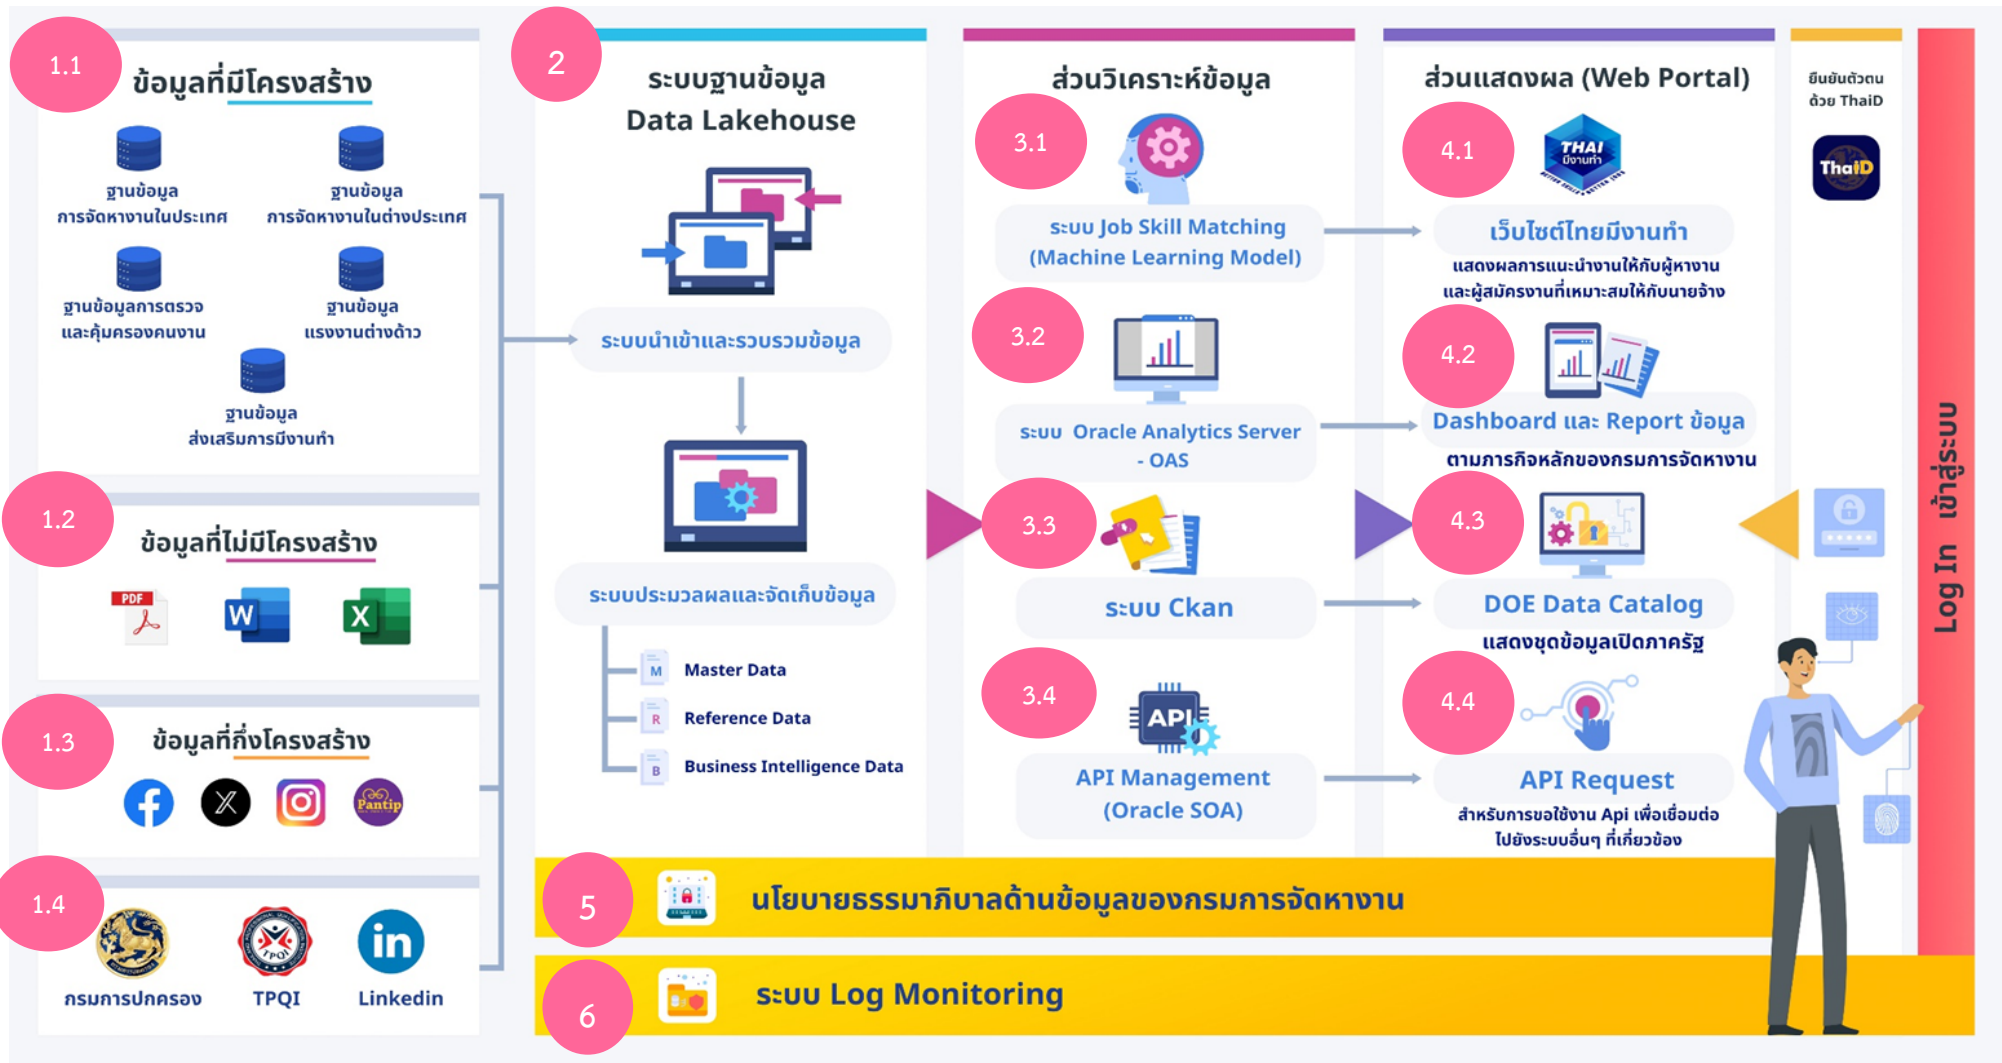 1.1
ข้อมูลที่มีโครงสร้าง
ฐานข้อมูล
การจัดหางานในประเทศ
ฐานข้อมูล
การจัดหางานในต่างประเทศ
ฐานข้อมูลการตรวจ
และคุ้มครองคนงาน
ฐานข้อมูล
แรงงานต่างด้าว
ฐานข้อมูล
ส่งเสริมการมีงานทำ
1.2
ข้อมูลที่ไม่มีโครงสร้าง
PDF
W
X
1.3
ข้อมูลที่กึ่งโครงสร้าง
Pantip
1.4
กรมการปกครอง
TPQI
TPQI
in
Linkedin
2
ระบบฐานข้อมูล
Data Lakehouse
ระบบนำเข้าและรวบรวมข้อมูล
ระบบประมวลผลและจัดเก็บข้อมูล
M Master Data
R Reference Data
B Business Intelligence Data
ส่วนวิเคราะห์ข้อมูล
3.1
ระบบ Job Skill Matching
(Machine Learning Model)
3.2
ระบบ Oracle Analytics Server
- OAS
3.3
ระบบ Ckan
3.4
API
API Management
(Oracle SOA)
ส่วนแสดงผล (Web Portal)
4.1
THAI
มีงานทำ
BETTER SKILLS • BETTER JOBS
เว็บไซต์ไทยมีงานทำ
แสดงผลการแนะนำงานให้กับผู้หางาน
และผู้สมัครงานที่เหมาะสมให้กับนายจ้าง
4.2
Dashboard และ Report ข้อมูล
ตามภารกิจหลักของกรมการจัดหางาน
4.3
DOE Data Catalog
แสดงชุดข้อมูลเปิดภาครัฐ
4.4
API Request
สำหรับการขอใช้งาน Api เพื่อเชื่อมต่อ
ไปยังระบบอื่นๆ ที่เกี่ยวข้อง
ยืนยันตัวตน
ด้วย ThaiD
ThaiD
Log In เข้าสู่ระบบ
5
นโยบายธรรมาภิบาลด้านข้อมูลของกรมการจัดหางาน
6
ระบบ Log Monitoring